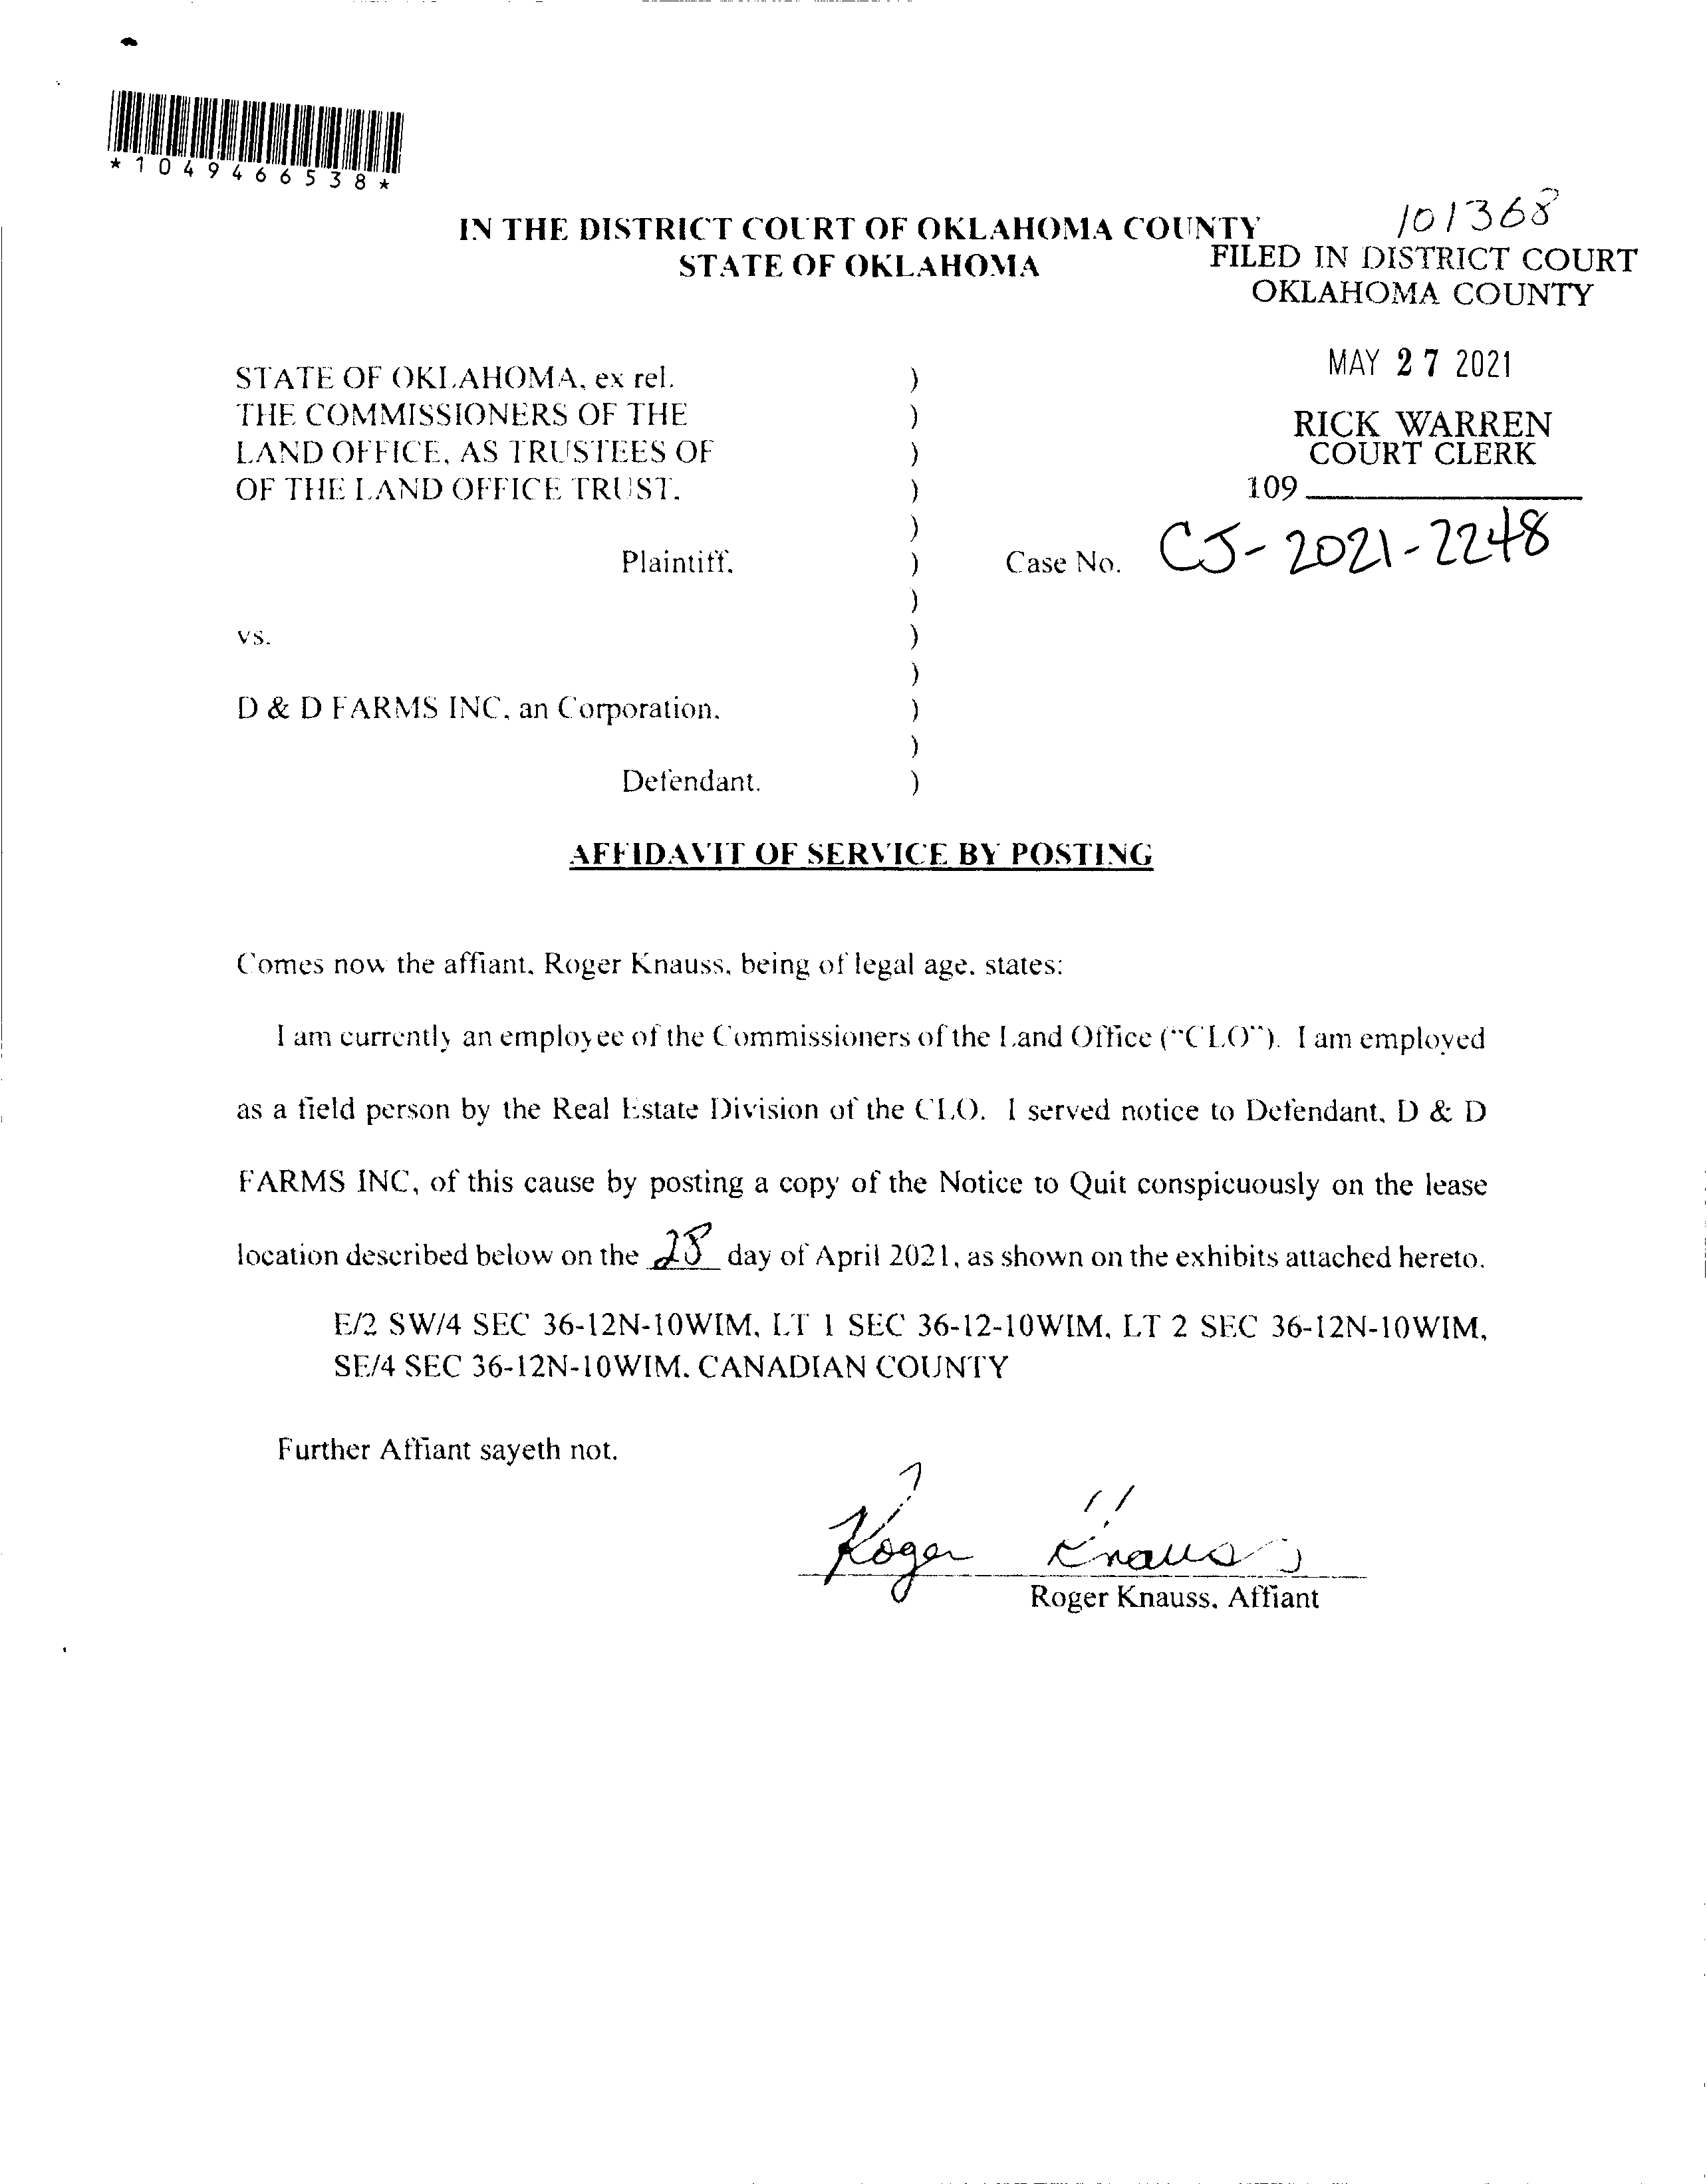 *1049466538*
101368
IN THE DISTRICT COURT OF OKLAHOMA COUNTY
STATE OF OKLAHOMA
FILED IN DISTRICT COURT
OKLAHOMA COUNTY
MAY 27 2021
RICK WARREN
COURT CLERK
109
STATE OF OKLAHOMA, ex rel.
THE COMMISSIONERS OF THE
LAND OFFICE, AS TRUSTEES OF
OF THE LAND OFFICE TRUST,
)
)
)
)
)
Plaintiff, ) Case No. CJ-2021-2248
)
vs. )
)
D & D FARMS INC, an Corporation, )
)
Defendant. )
AFFIDAVIT OF SERVICE BY POSTING
Comes now the affiant, Roger Knauss, being of legal age, states:
I am currently an employee of the Commissioners of the Land Office ("CLO"). I am employed
as a field person by the Real Estate Division of the CLO. I served notice to Defendant, D & D
FARMS INC, of this cause by posting a copy of the Notice to Quit conspicuously on the lease
location described below on the 28 day of April 2021, as shown on the exhibits attached hereto.
E/2 SW/4 SEC 36-12N-10WIM, LT 1 SEC 36-12-10WIM, LT 2 SEC 36-12N-10WIM,
SE/4 SEC 36-12N-10WIM, CANADIAN COUNTY
Further Affiant sayeth not.
Roger Knauss
Roger Knauss, Affiant